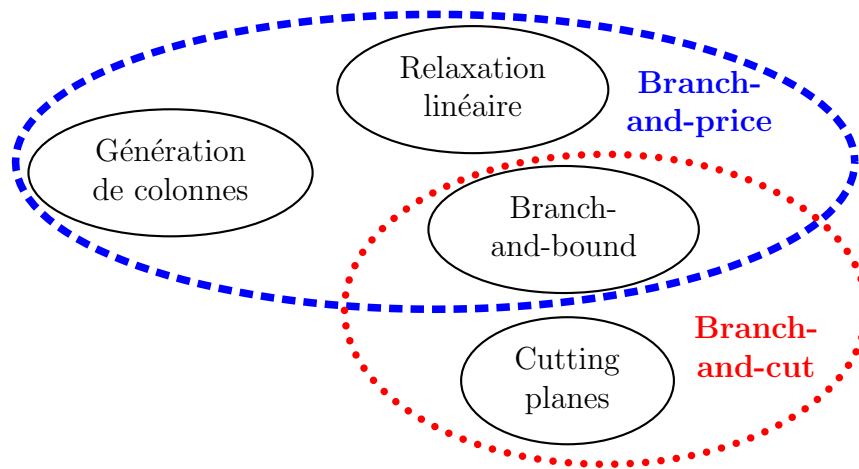 Relaxation
linéaire
Branch-
and-price
Génération
de colonnes
Branch-
and-bound
Branch-
and-cut
Cutting
planes